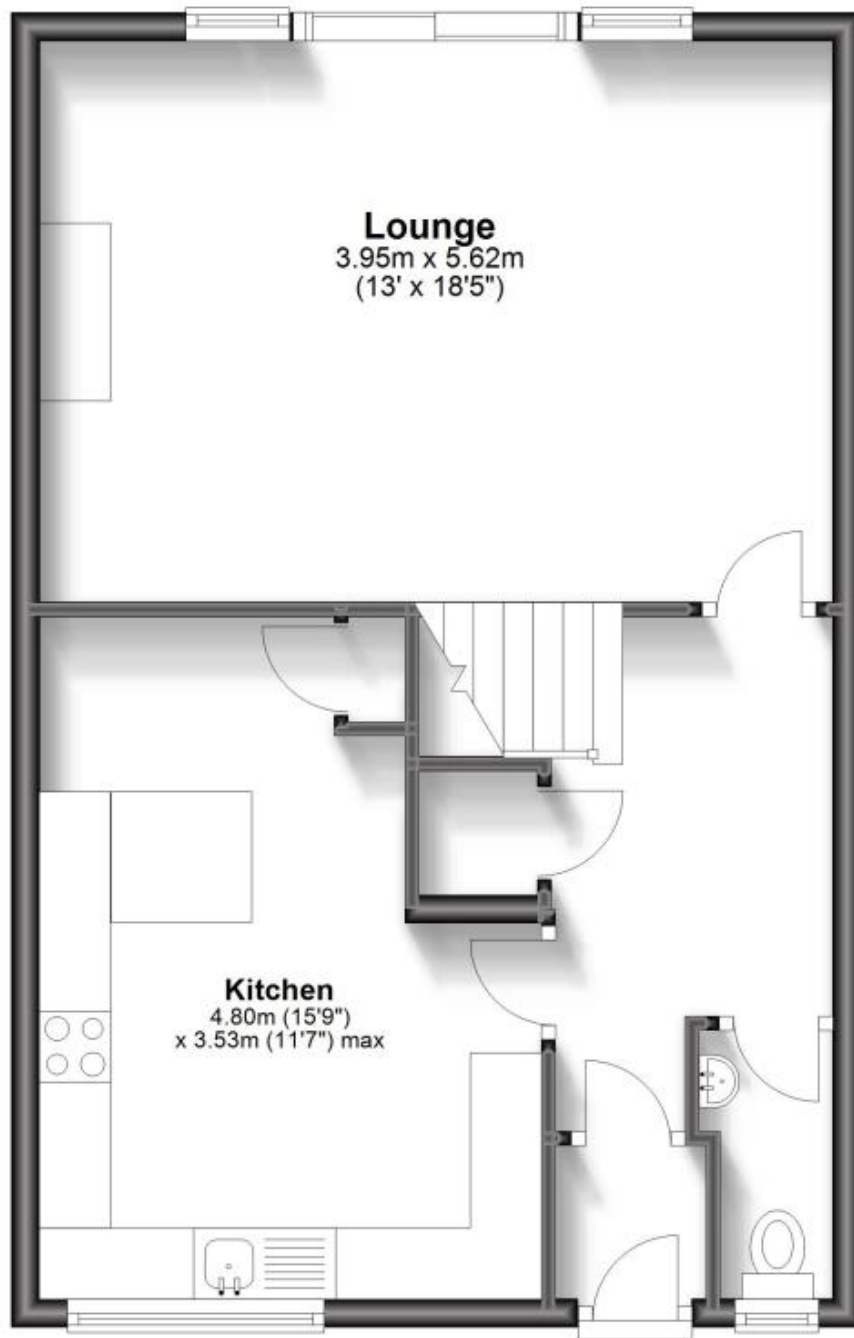 Lounge
3.95m x 5.62m
(13' x 18'5")
Kitchen
4.80m (15'9")
x 3.53m (11'7") max